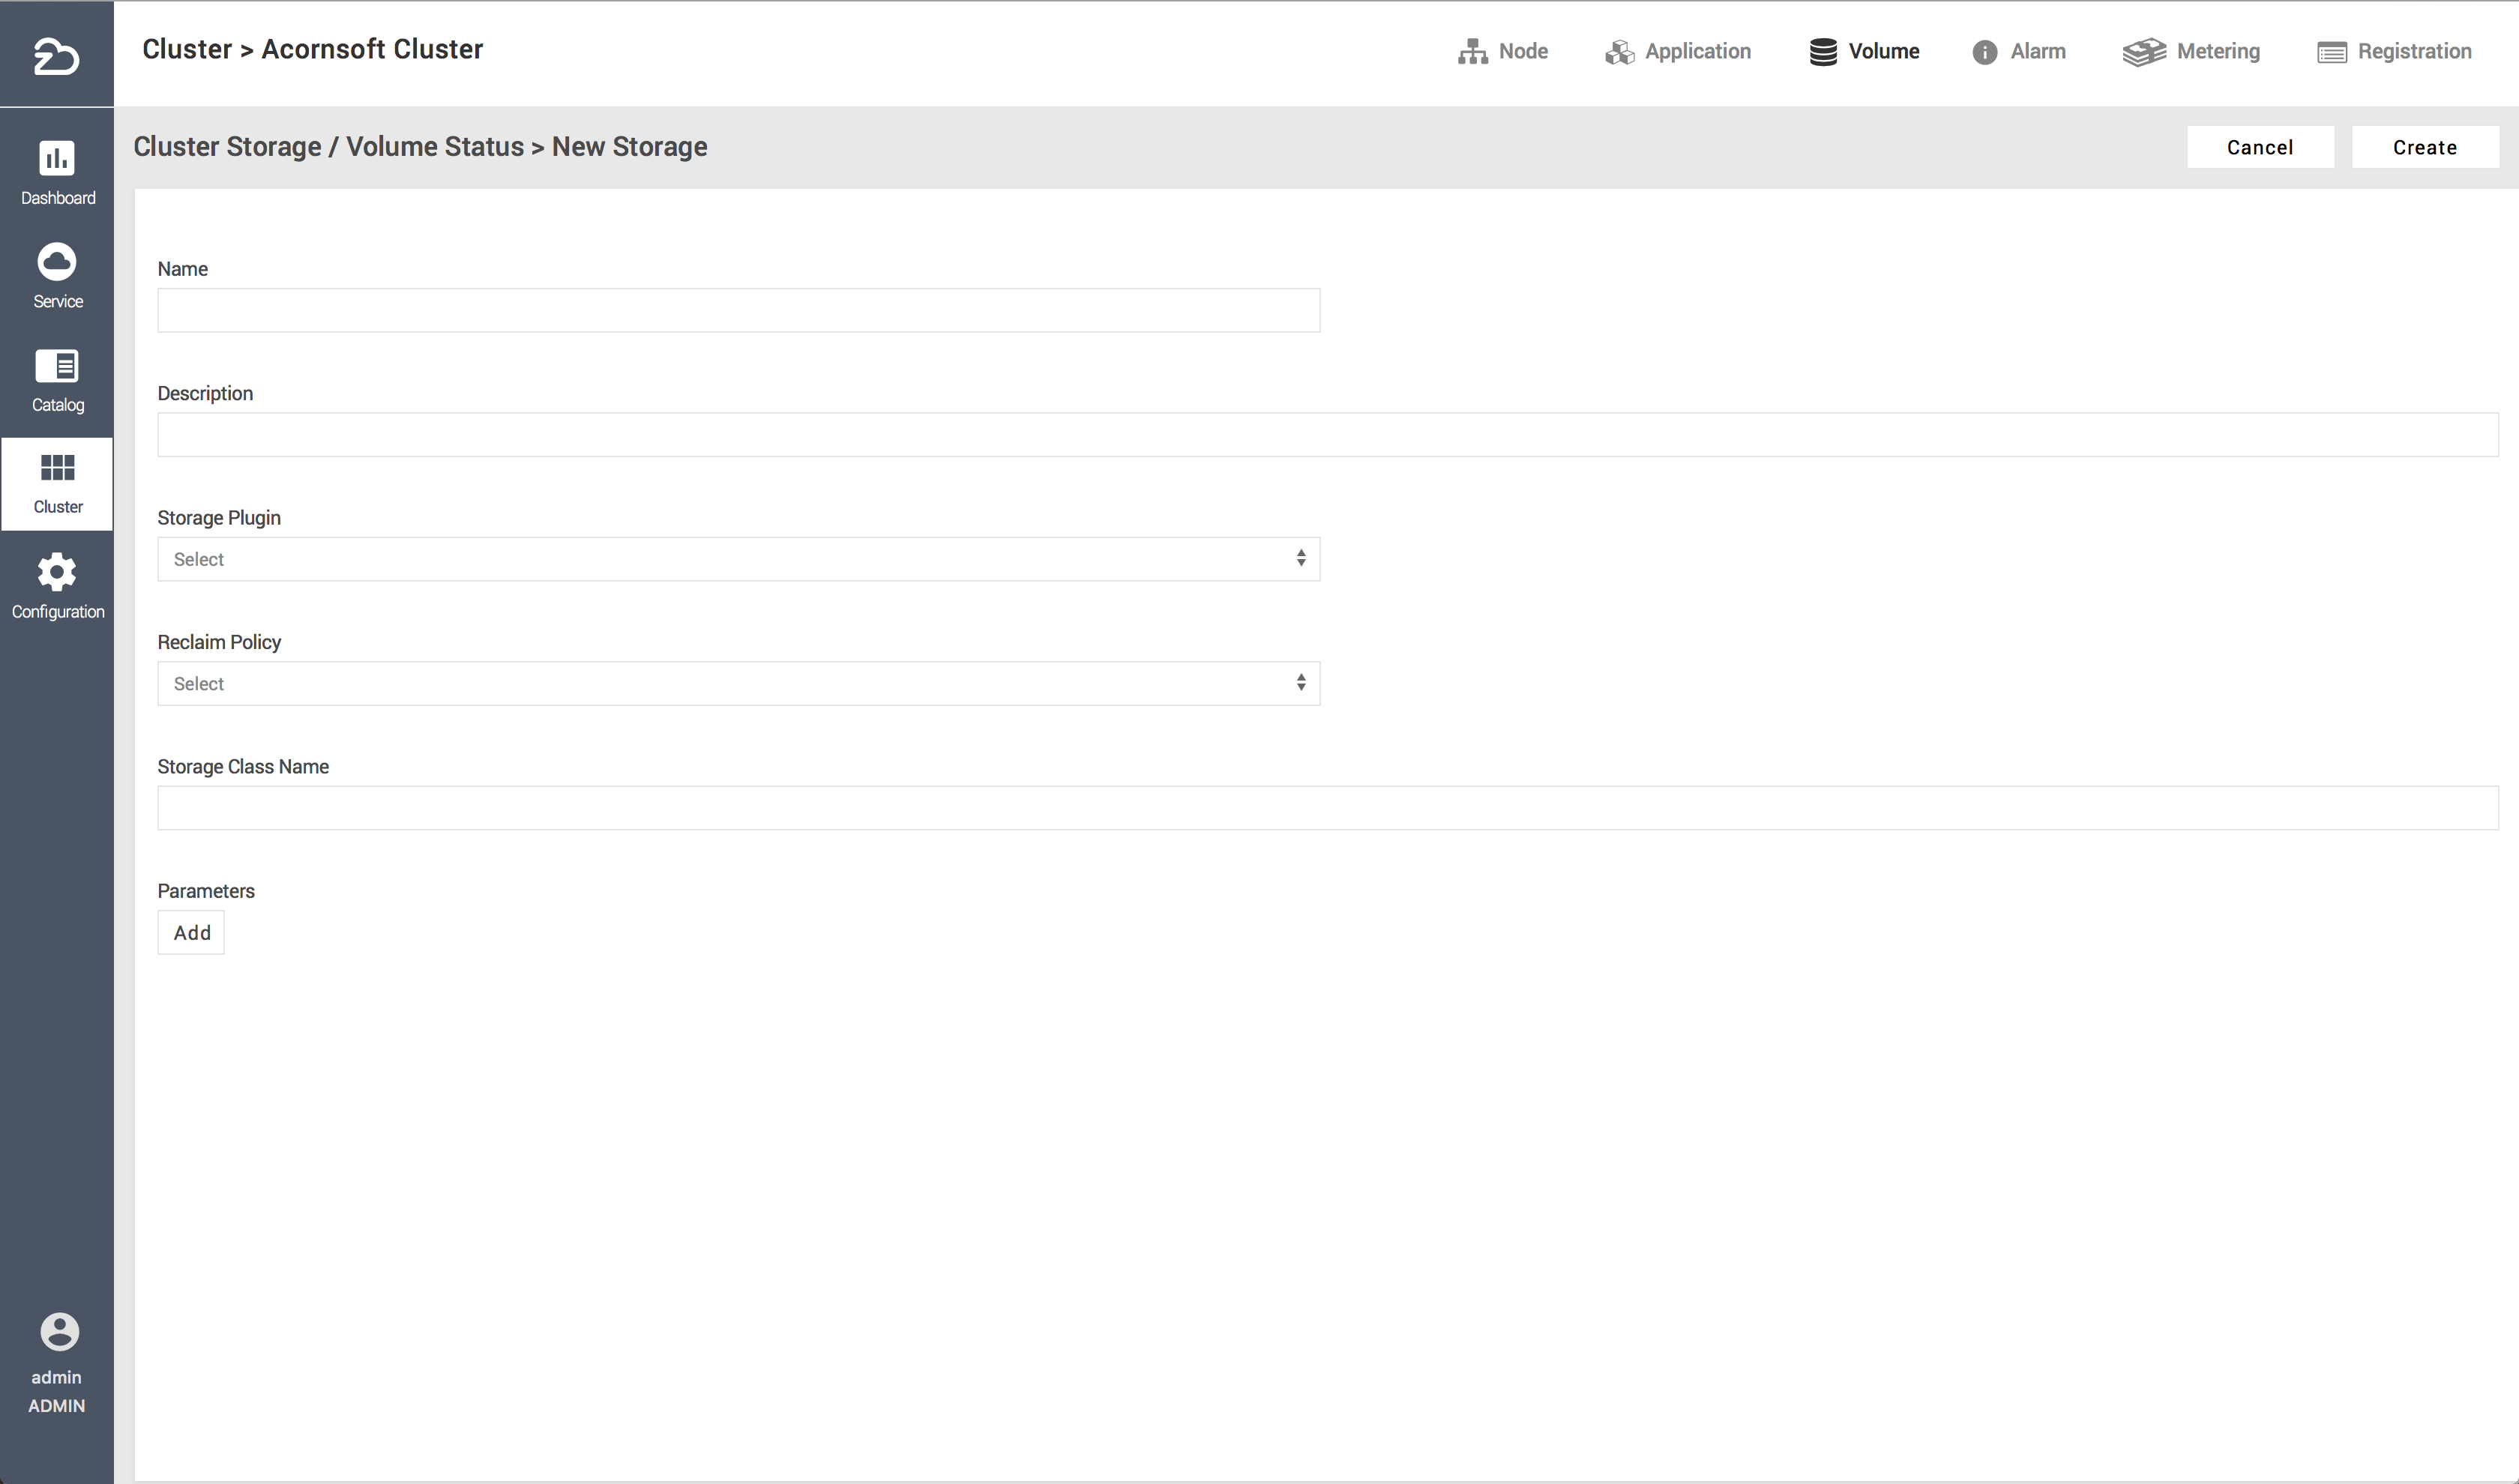 Cluster > Acornsoft Cluster
Node
Application
Volume
Alarm
Metering
Registration
Dashboard
Service
Catalog
Cluster
Configuration
admin
ADMIN
Cluster Storage / Volume Status > New Storage
Cancel
Create
Name
Description
Storage Plugin
Select
Reclaim Policy
Select
Storage Class Name
Parameters
Add